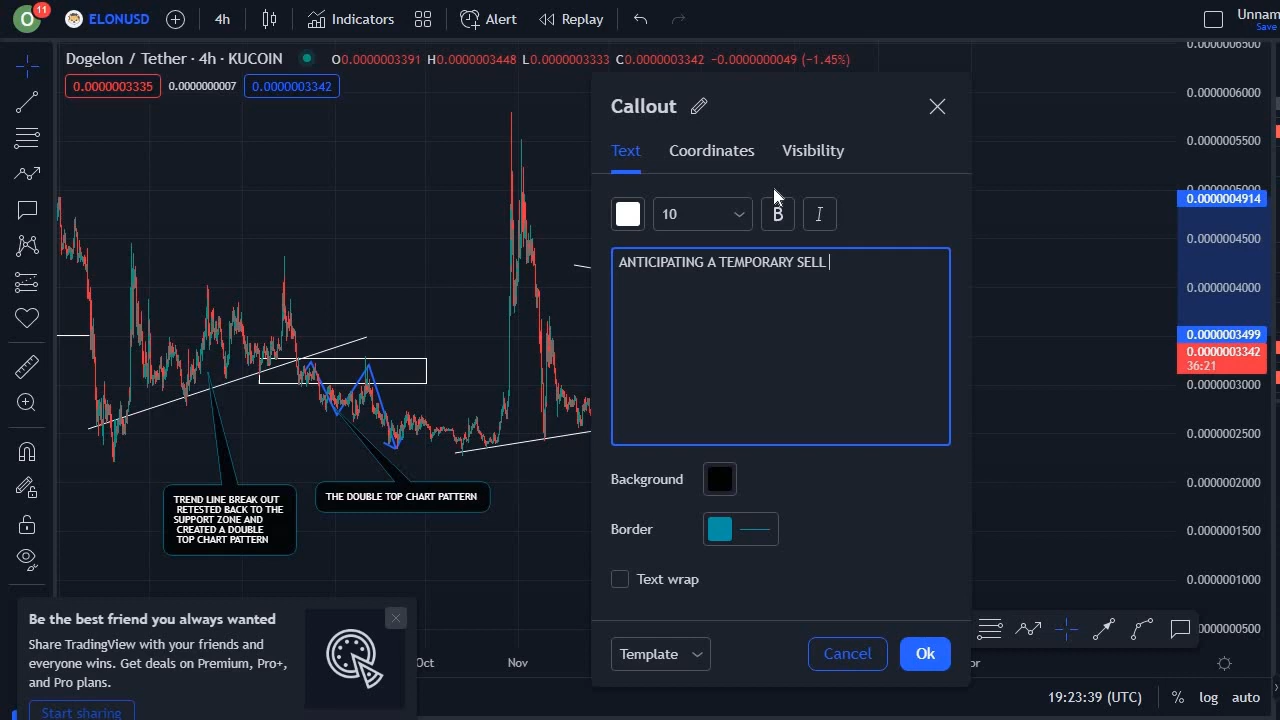 O
11
ELONUSD
4h
Indicators
Alert
Replay
Unnam
Save
Dogelon / Tether · 4h · KUCOIN
O0.0000003391 H0.0000003448 L0.0000003333 C0.0000003342 −0.0000000049 (−1.45%)
0.0000003335
0.0000000007
0.0000003342
Callout
Text
Coordinates
Visibility
10
B
I
ANTICIPATING A TEMPORARY SELL
Background
Border
Text wrap
Template
Cancel
Ok
TREND LINE BREAK OUT
RETESTED BACK TO THE
SUPPORT ZONE AND
CREATED A DOUBLE
TOP CHART PATTERN
THE DOUBLE TOP CHART PATTERN
0.0000006500
0.0000006000
0.0000005500
0.0000005000
0.0000004914
0.0000004500
0.0000004000
0.0000003499
0.0000003342
36:21
0.0000003000
0.0000002500
0.0000002000
0.0000001500
0.0000001000
0.0000000500
Be the best friend you always wanted
Share TradingView with your friends and
everyone wins. Get deals on Premium, Pro+,
and Pro plans.
Start sharing
Oct
Nov
19:23:39 (UTC)
%
log
auto